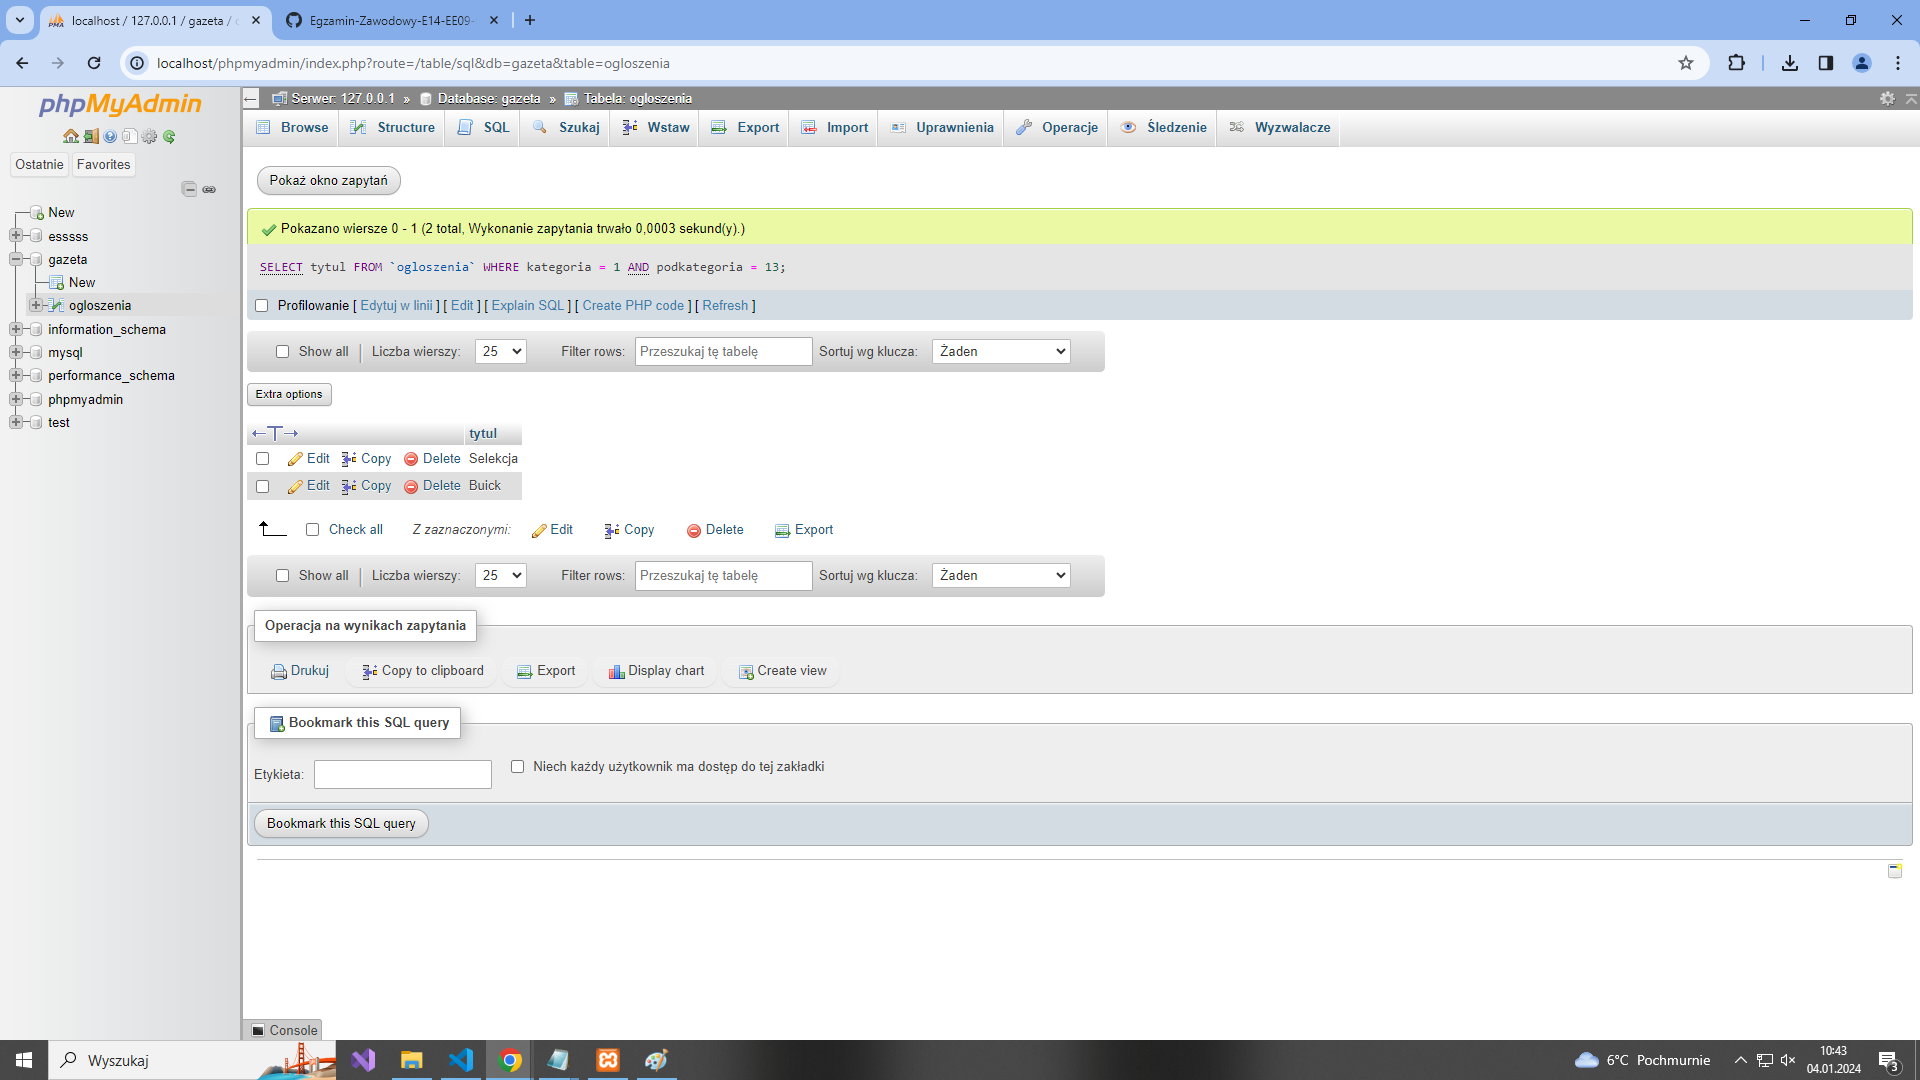 localhost / 127.0.0.1 / gazeta /
Egzamin-Zawodowy-E14-EE09-
localhost/phpmyadmin/index.php?route=/table/sql&db=gazeta&table=ogloszenia
phpMyAdmin
Ostatnie
Favorites
New
esssss
gazeta
New
ogloszenia
information_schema
mysql
performance_schema
phpmyadmin
test
Serwer: 127.0.0.1 » Database: gazeta » Tabela: ogloszenia
Browse Structure SQL Szukaj Wstaw Export Import Uprawnienia Operacje Śledzenie Wyzwalacze
Pokaż okno zapytań
Pokazano wiersze 0 - 1 (2 total, Wykonanie zapytania trwało 0,0003 sekund(y).)
SELECT tytul FROM `ogloszenia` WHERE kategoria = 1 AND podkategoria = 13;
Profilowanie [ Edytuj w linii ] [ Edit ] [ Explain SQL ] [ Create PHP code ] [ Refresh ]
Show all Liczba wierszy: 25 Filter rows: Przeszukaj tę tabelę Sortuj wg klucza: Żaden
Extra options
←T→ tytul
Edit Copy Delete Selekcja
Edit Copy Delete Buick
Check all Z zaznaczonymi: Edit Copy Delete Export
Show all Liczba wierszy: 25 Filter rows: Przeszukaj tę tabelę Sortuj wg klucza: Żaden
Operacja na wynikach zapytania
Drukuj Copy to clipboard Export Display chart Create view
Bookmark this SQL query
Etykieta: Niech każdy użytkownik ma dostęp do tej zakładki
Bookmark this SQL query
Console
Wyszukaj
6°C Pochmurnie
10:43
04.01.2024
3